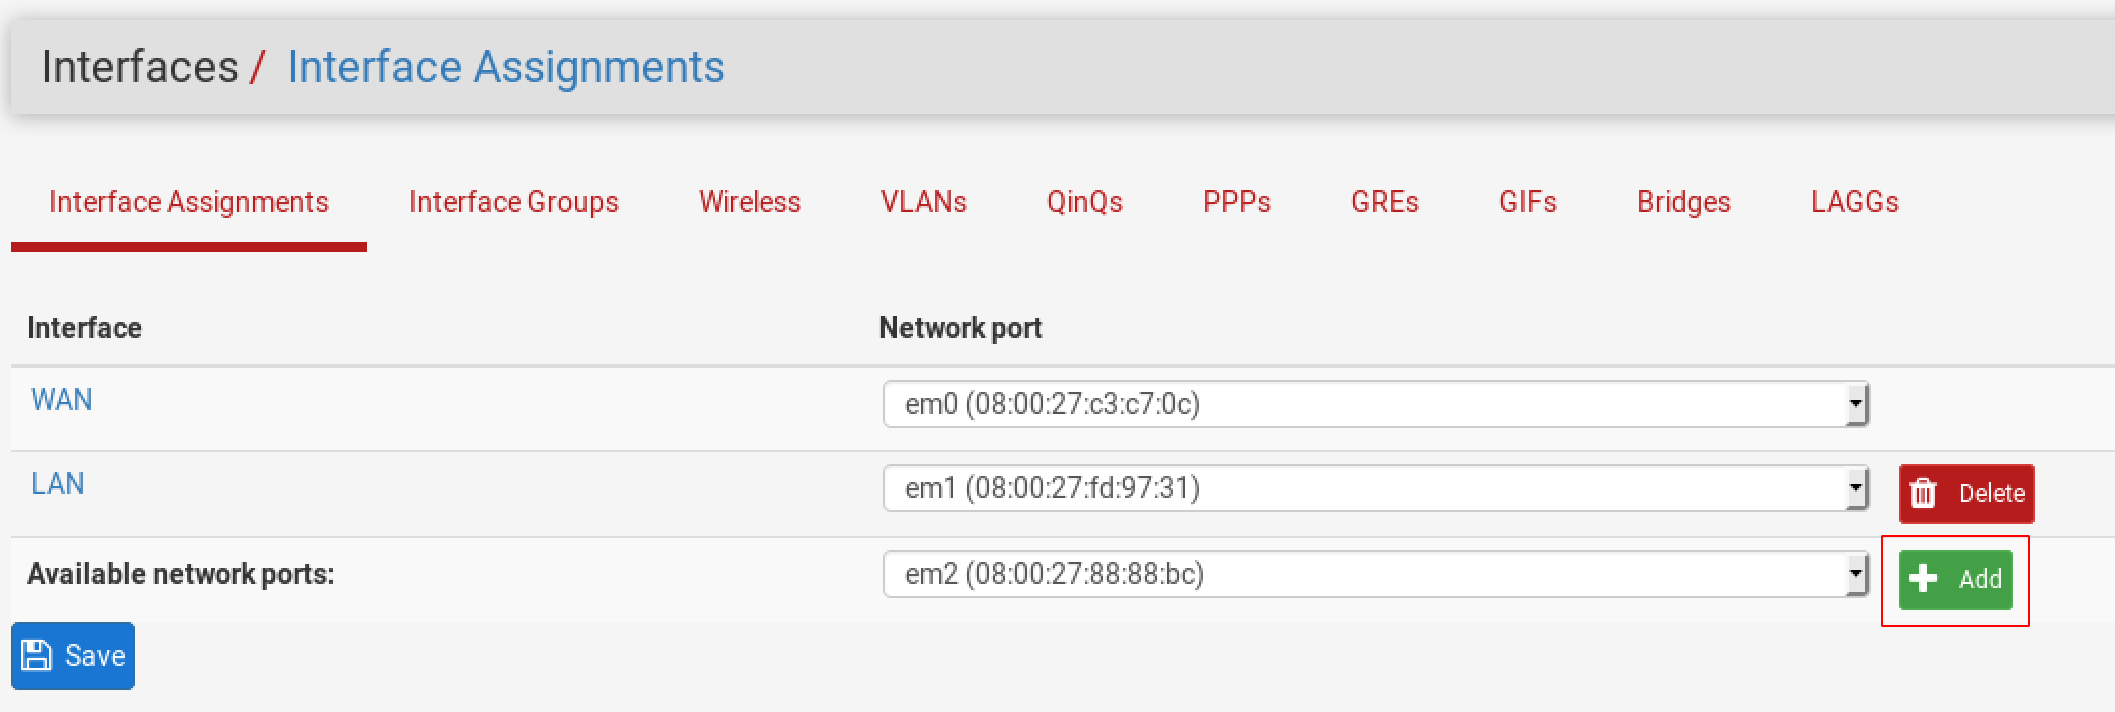 Interfaces / Interface Assignments
Interface Assignments Interface Groups Wireless VLANs QinQs PPPs GREs GIFs Bridges LAGGs
Interface Network port
WAN em0 (08:00:27:c3:c7:0c)
LAN em1 (08:00:27:fd:97:31) Delete
Available network ports: em2 (08:00:27:88:88:bc) Add
Save